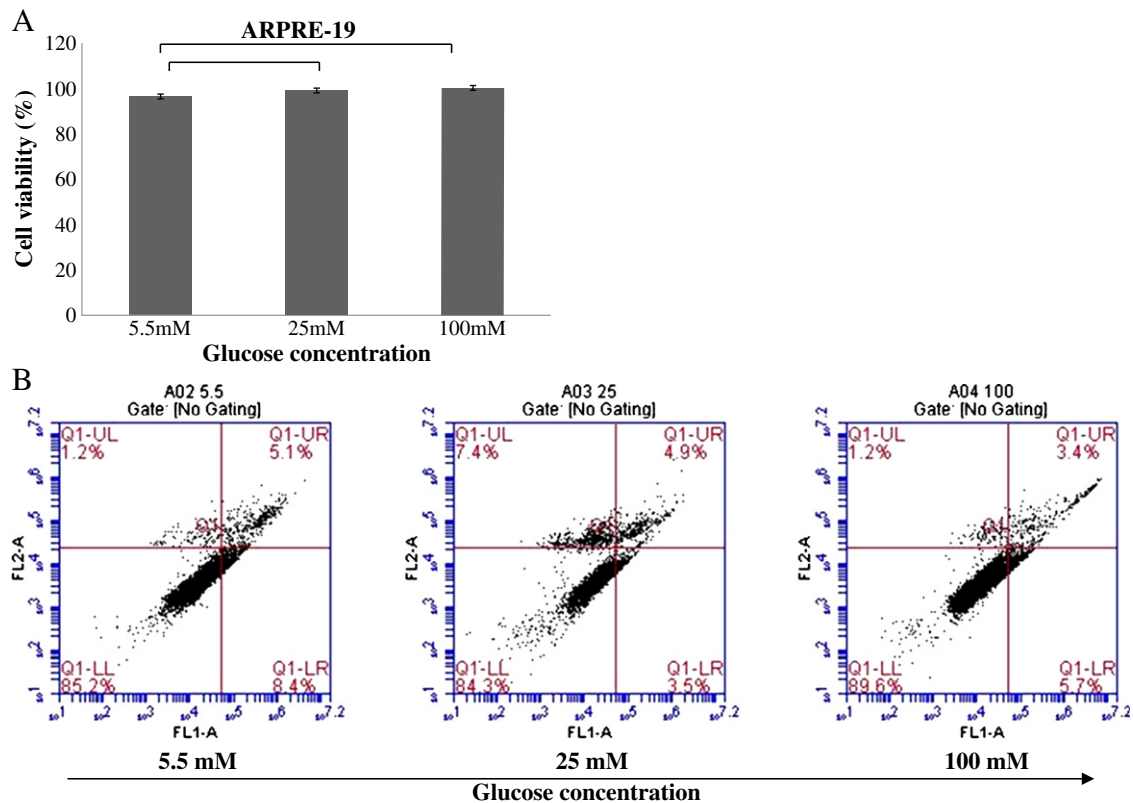 A
ARPRE-19
Cell viability (%)
120
100
80
60
40
20
0
5.5mM 25mM 100mM
Glucose concentration
B
A02 5.5
Gate: [No Gating]
Q1-UL Q1-UR
1.2% 5.1%
Q1-LL Q1-LR
85.2% 8.4%
FL2-A
FL1-A
5.5 mM
A03 25
Gate: [No Gating]
Q1-UL Q1-UR
7.4% 4.9%
Q1-LL Q1-LR
84.3% 3.5%
FL2-A
FL1-A
25 mM
A04 100
Gate: [No Gating]
Q1-UL Q1-UR
1.2% 3.4%
Q1-LL Q1-LR
89.6% 5.7%
FL2-A
FL1-A
100 mM
Glucose concentration